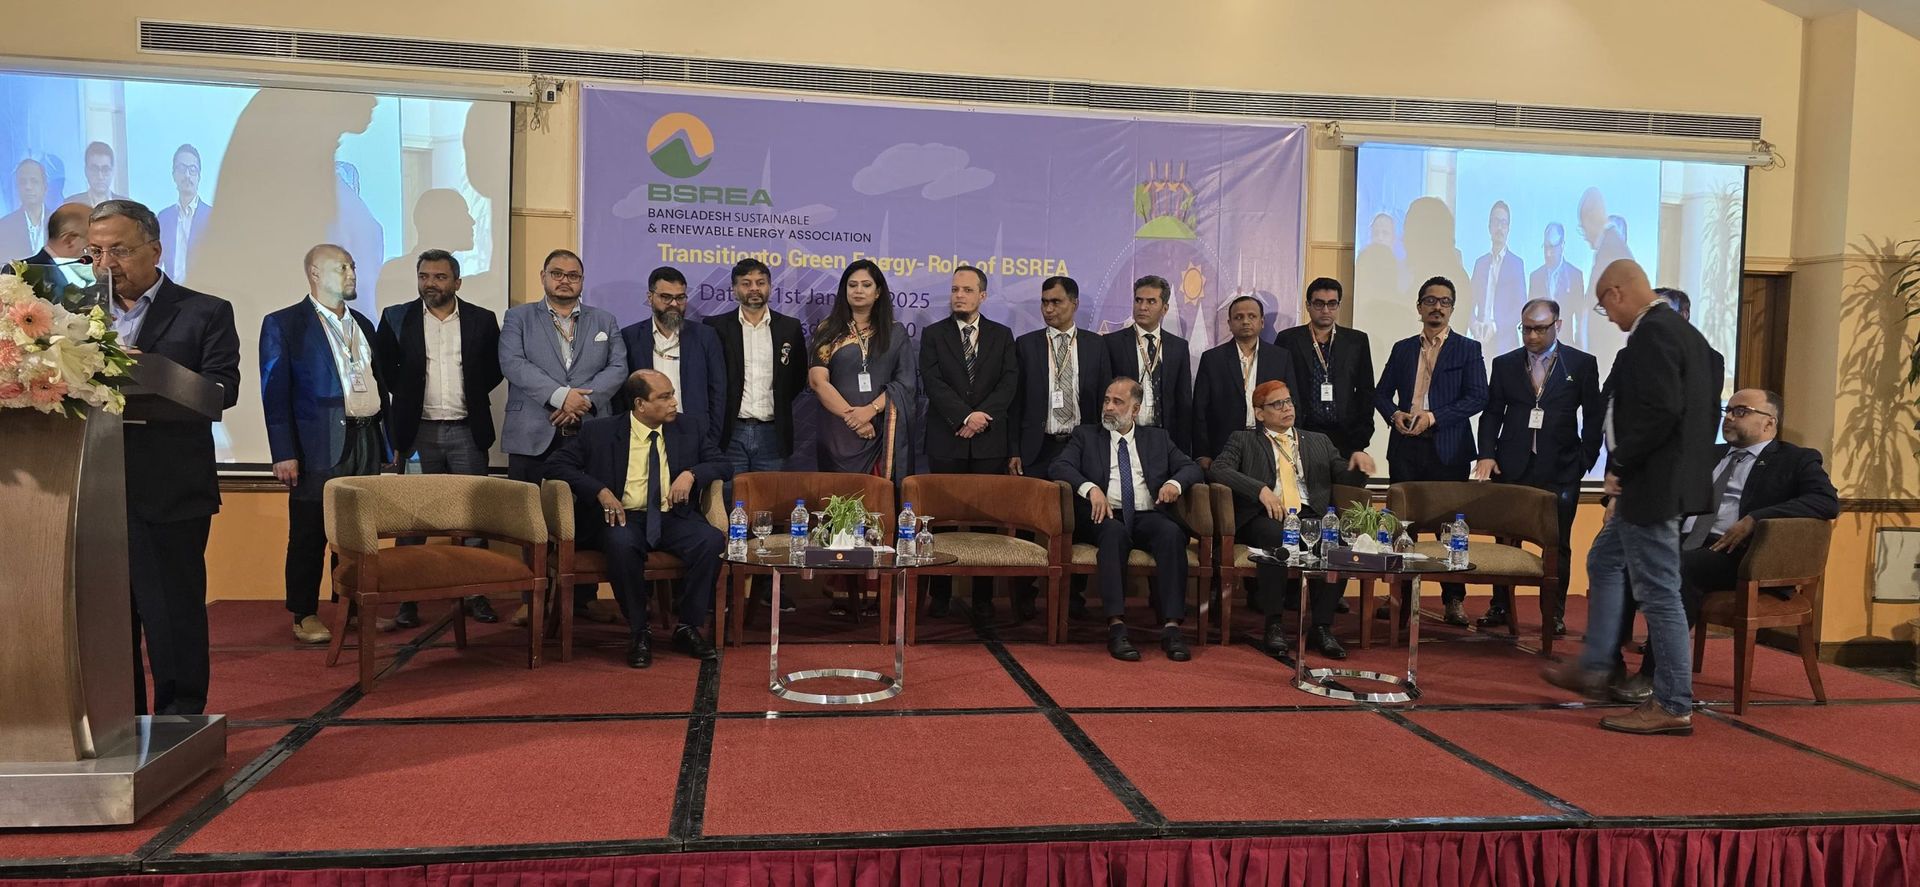 BSREA
BANGLADESH SUSTAINABLE
& RENEWABLE ENERGY ASSOCIATION
Transition to Green Energy-Role of BSREA
1st Jan 2025